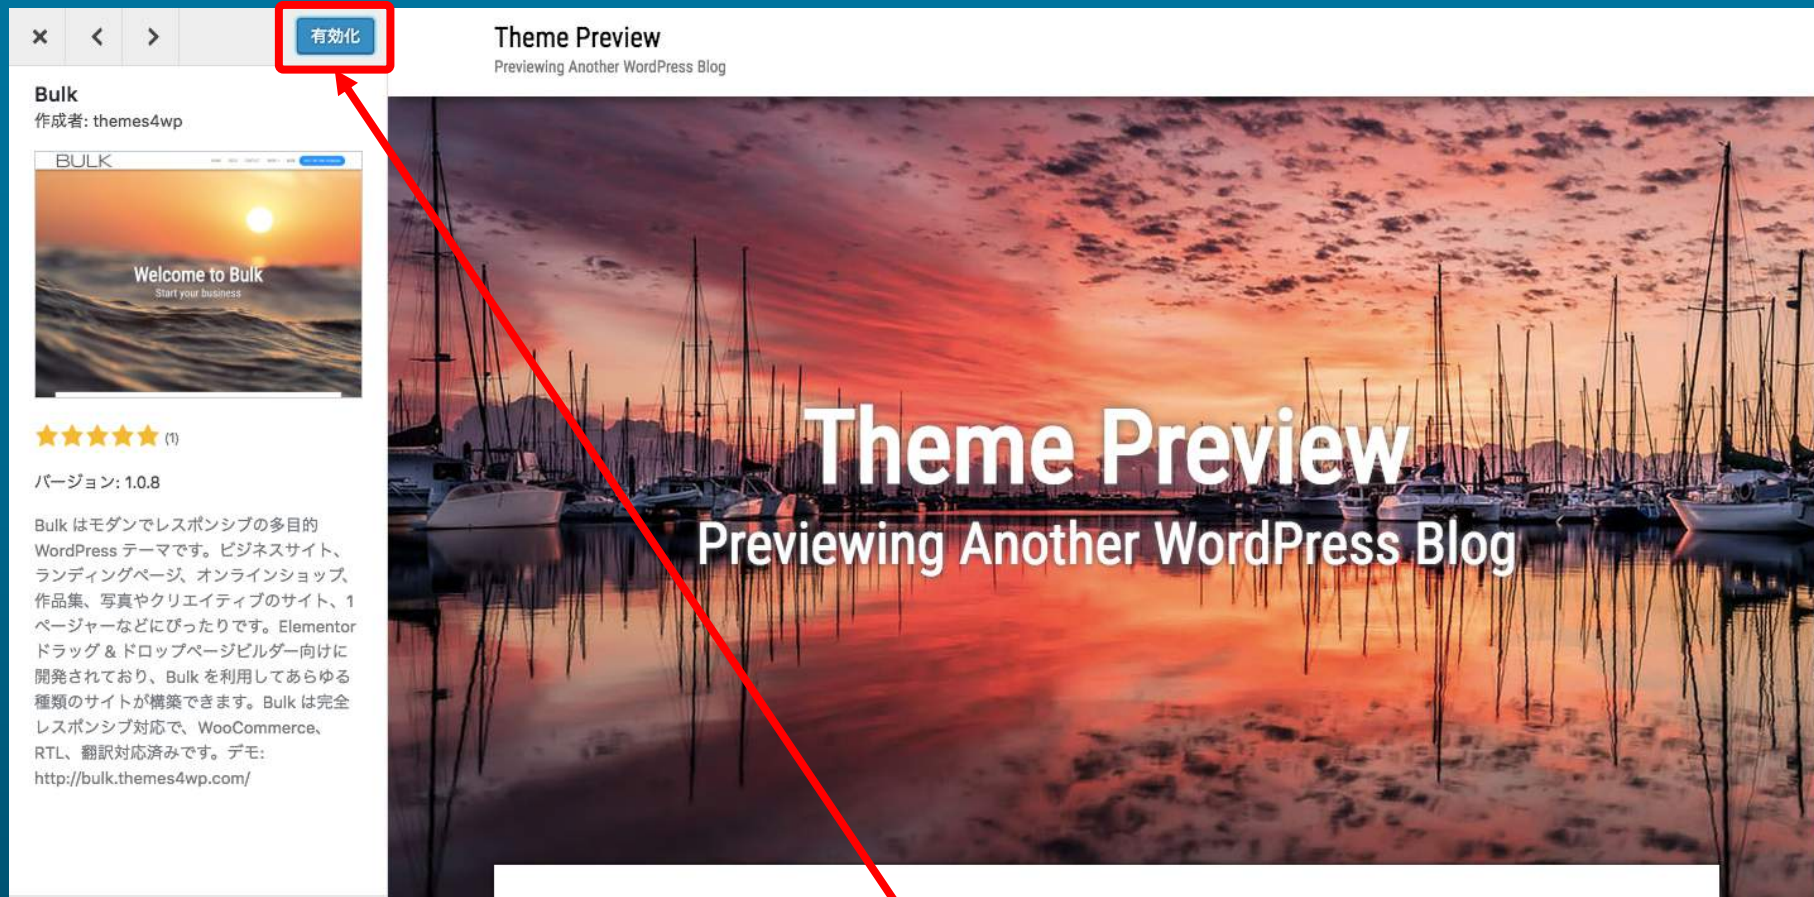 有効化
Bulk
作成者: themes4wp
BULK
Welcome to Bulk
Start your business
(1)
バージョン: 1.0.8
Bulk はモダンでレスポンシブの多目的
WordPress テーマです。ビジネスサイト、
ランディングページ、オンラインショップ、
作品集、写真やクリエイティブのサイト、1
ページャーなどにぴったりです。Elementor
ドラッグ & ドロップページビルダー向けに
開発されており、Bulk を利用してあらゆる
種類のサイトが構築できます。Bulk は完全
レスポンシブ対応で、WooCommerce、
RTL、翻訳対応済みです。デモ:
http://bulk.themes4wp.com/
Theme Preview
Previewing Another WordPress Blog
Theme Preview
Previewing Another WordPress Blog